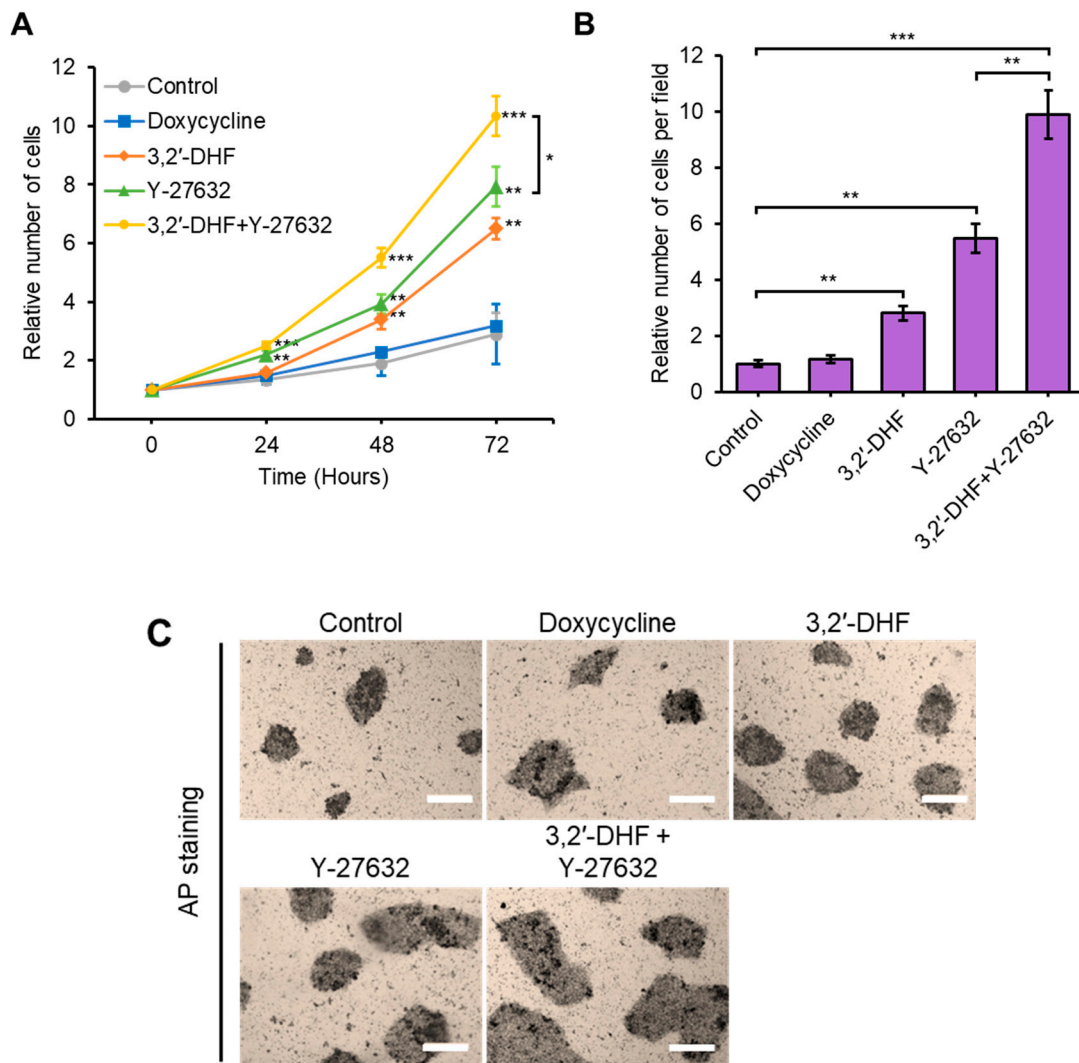 A
Relative number of cells
12
10
8
6
4
2
0
Control
Doxycycline
3,2′-DHF
Y-27632
3,2′-DHF+Y-27632
***
**
***
**
**
***
**
**
*
0 24 48 72
Time (Hours)
B
Relative number of cells per field
12
10
8
6
4
2
0
***
**
**
**
Control
Doxycycline
3,2′-DHF
Y-27632
3,2′-DHF+Y-27632
C
AP staining
Control Doxycycline 3,2′-DHF
3,2′-DHF +
Y-27632 Y-27632